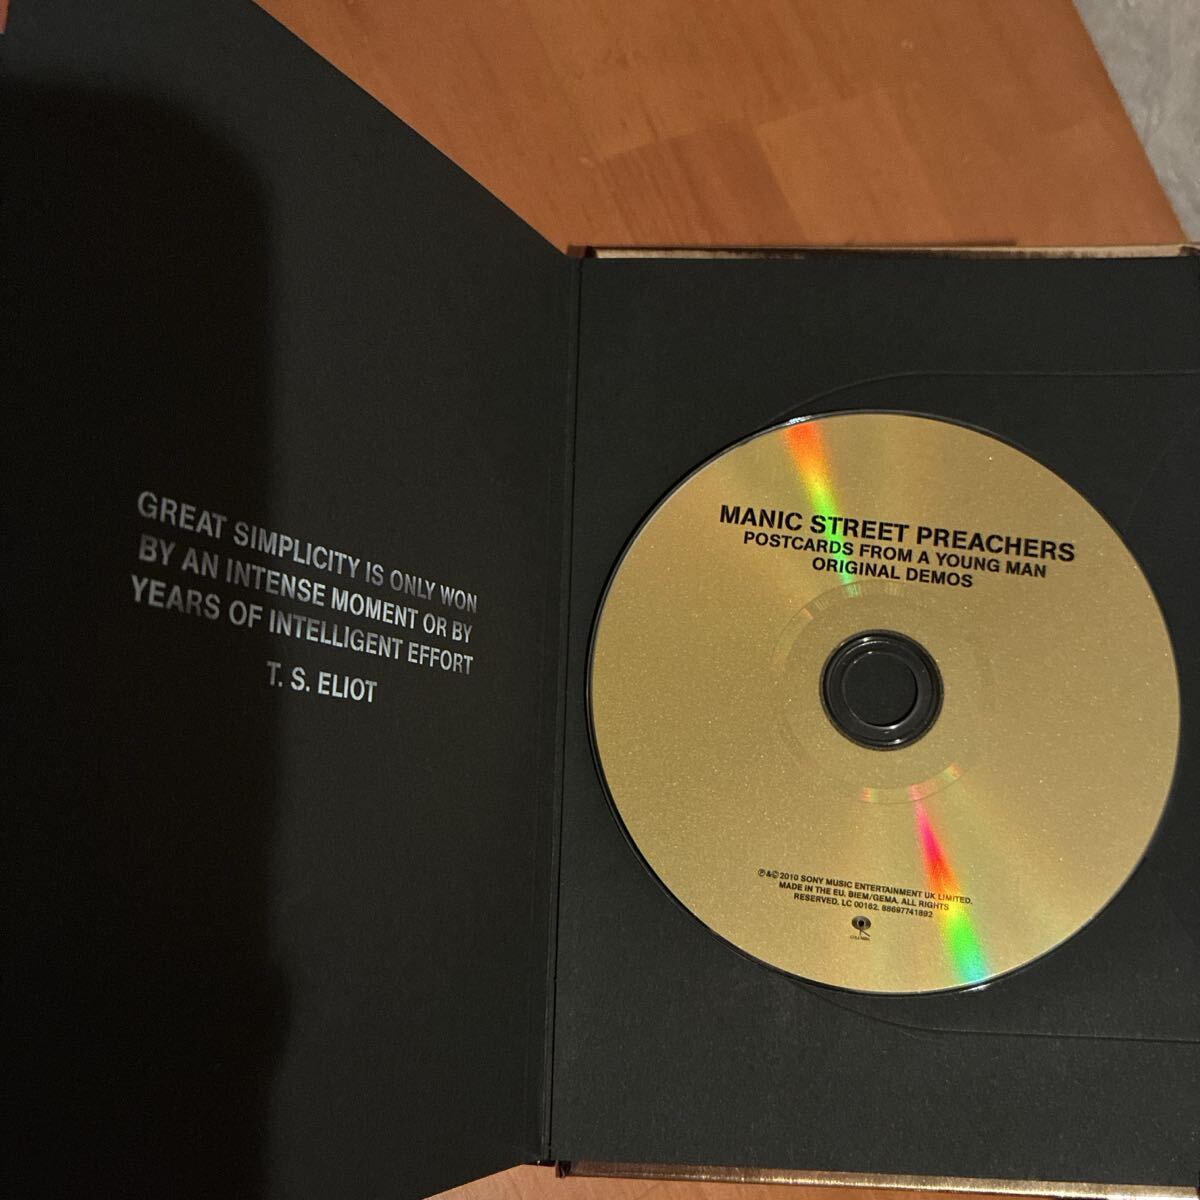 GREAT SIMPLICITY IS ONLY WON
BY AN INTENSE MOMENT OR BY
YEARS OF INTELLIGENT EFFORT
T. S. ELIOT
MANIC STREET PREACHERS
POSTCARDS FROM A YOUNG MAN
ORIGINAL DEMOS
℗&©2010 SONY MUSIC ENTERTAINMENT UK LIMITED.
MADE IN THE EU. BIEM/GEMA. ALL RIGHTS
RESERVED. LC 00162. 88697741892
COLUMBIA